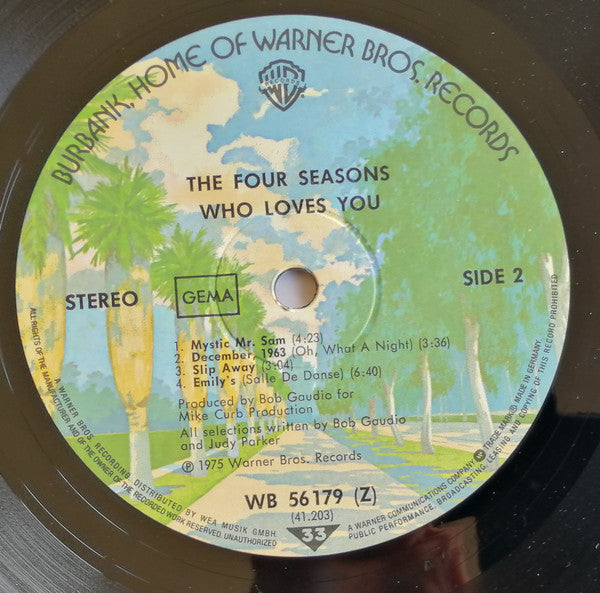 BURBANK, HOME OF WARNER BROS. RECORDS
W
RECORDS
THE FOUR SEASONS
WHO LOVES YOU
STEREO
GEMA
SIDE 2
1. Mystic Mr. Sam (4:23)
2. December, 1963 (Oh, What A Night) (3:36)
3. Slip Away (3:04)
4. Emily's (Salle De Danse) (6:40)
Produced by Bob Gaudio for
Mike Curb Production
All selections written by Bob Gaudio
and Judy Parker
℗ 1975 Warner Bros. Records
WB 56179 (Z)
(41.203)
33
ALL RIGHTS OF THE MANUFACTURER AND OF THE OWNER OF THE RECORDED WORK RESERVED. UNAUTHORIZED
A WARNER BROS. RECORDING DISTRIBUTED BY WEA MUSIK GMBH.
A WARNER COMMUNICATIONS COMPANY TRADE MARK® MADE IN GERMANY.
PUBLIC PERFORMANCE, BROADCASTING, LEASING AND COPYING OF THIS RECORD PROHIBITED